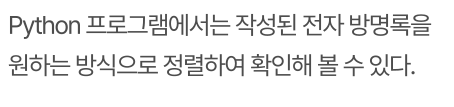 Python 프로그램에서는 작성된 전자 방명록을
원하는 방식으로 정렬하여 확인해 볼 수 있다.